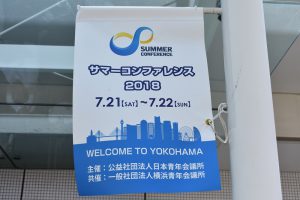 SUMMER
CONFERENCE
サマーコンファレンス
2018
7.21[SAT]～7.22[SUN]
WELCOME TO YOKOHAMA
主催：公益社団法人日本青年会議所
共催：一般社団法人横浜青年会議所